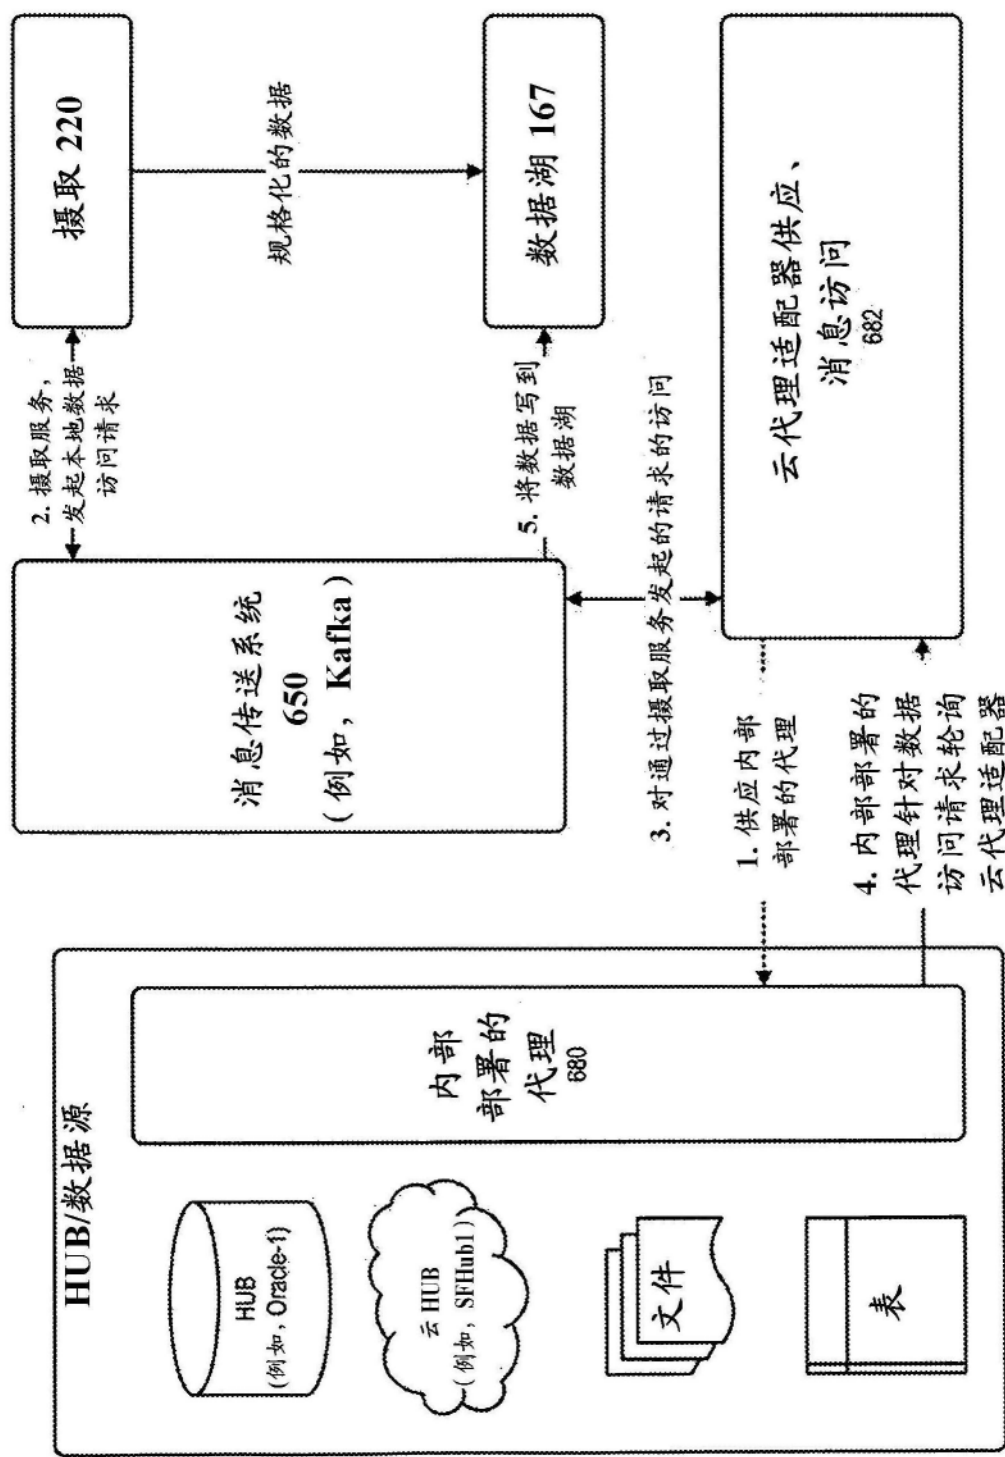 HUB/数据源
HUB
(例如，Oracle-1)
云 HUB
(例如，SFHub1)
文件
表
内部
部署的
代理
680
消息传送系统
650
(例如，Kafka)
2. 摄取服务，
发起本地数据
访问请求
摄取 220
规格化的数据
5. 将数据写到
数据湖
数据湖 167
3. 对通过摄取服务发起的请求的访问
1. 供应内部
部署的代理
4. 内部部署的
代理针对数据
访问请求轮询
云代理适配器
云代理适配器供应、
消息访问
682